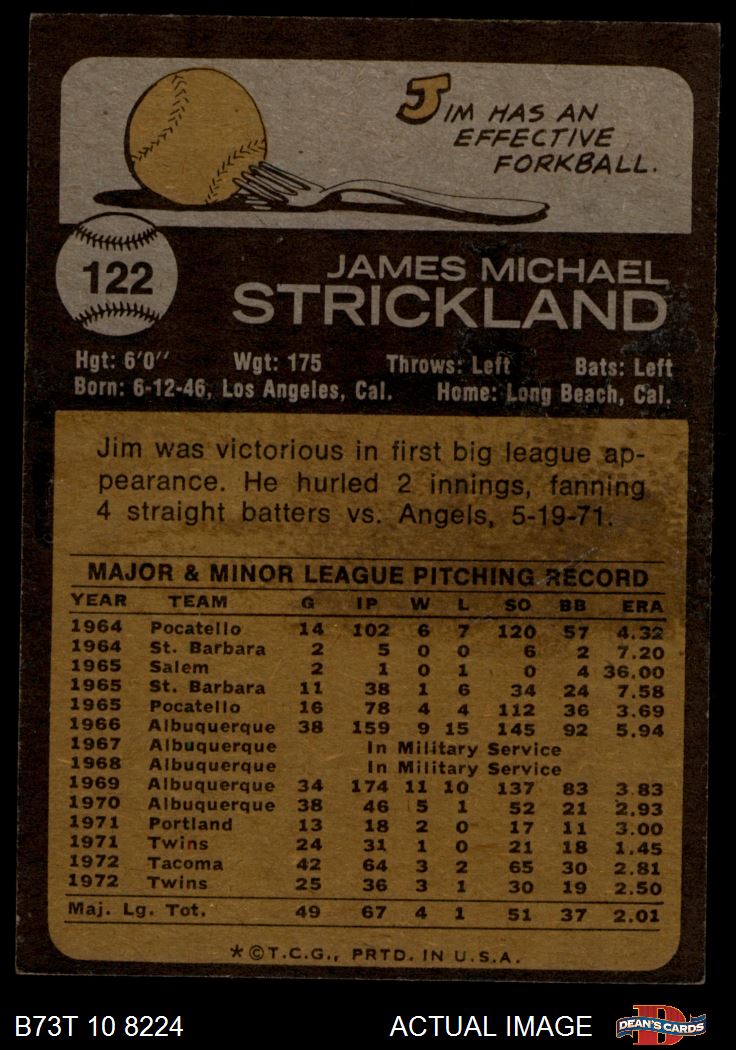 JIM HAS AN
EFFECTIVE
FORKBALL.
122
JAMES MICHAEL
STRICKLAND
Hgt: 6'0" Wgt: 175 Throws: Left Bats: Left
Born: 6-12-46, Los Angeles, Cal. Home: Long Beach, Cal.
Jim was victorious in first big league ap-
pearance. He hurled 2 innings, fanning
4 straight batters vs. Angels, 5-19-71.
MAJOR & MINOR LEAGUE PITCHING RECORD
YEAR TEAM G IP W L SO BB ERA
1964 Pocatello 14 102 6 7 120 57 4.32
1964 St. Barbara 2 5 0 0 6 2 7.20
1965 Salem 2 1 0 1 0 4 36.00
1965 St. Barbara 11 38 1 6 34 24 7.58
1965 Pocatello 16 78 4 4 112 36 3.69
1966 Albuquerque 38 159 9 15 145 92 5.94
1967 Albuquerque In Military Service
1968 Albuquerque In Military Service
1969 Albuquerque 34 174 11 10 137 83 3.83
1970 Albuquerque 38 46 5 1 52 21 2.93
1971 Portland 13 18 2 0 17 11 3.00
1971 Twins 24 31 1 0 21 18 1.45
1972 Tacoma 42 64 3 2 65 30 2.81
1972 Twins 25 36 3 1 30 19 2.50
Maj. Lg. Tot. 49 67 4 1 51 37 2.01
*©T.C.G., PRTD. IN U.S.A.
B73T 10 8224 ACTUAL IMAGE DEAN'S CARDS